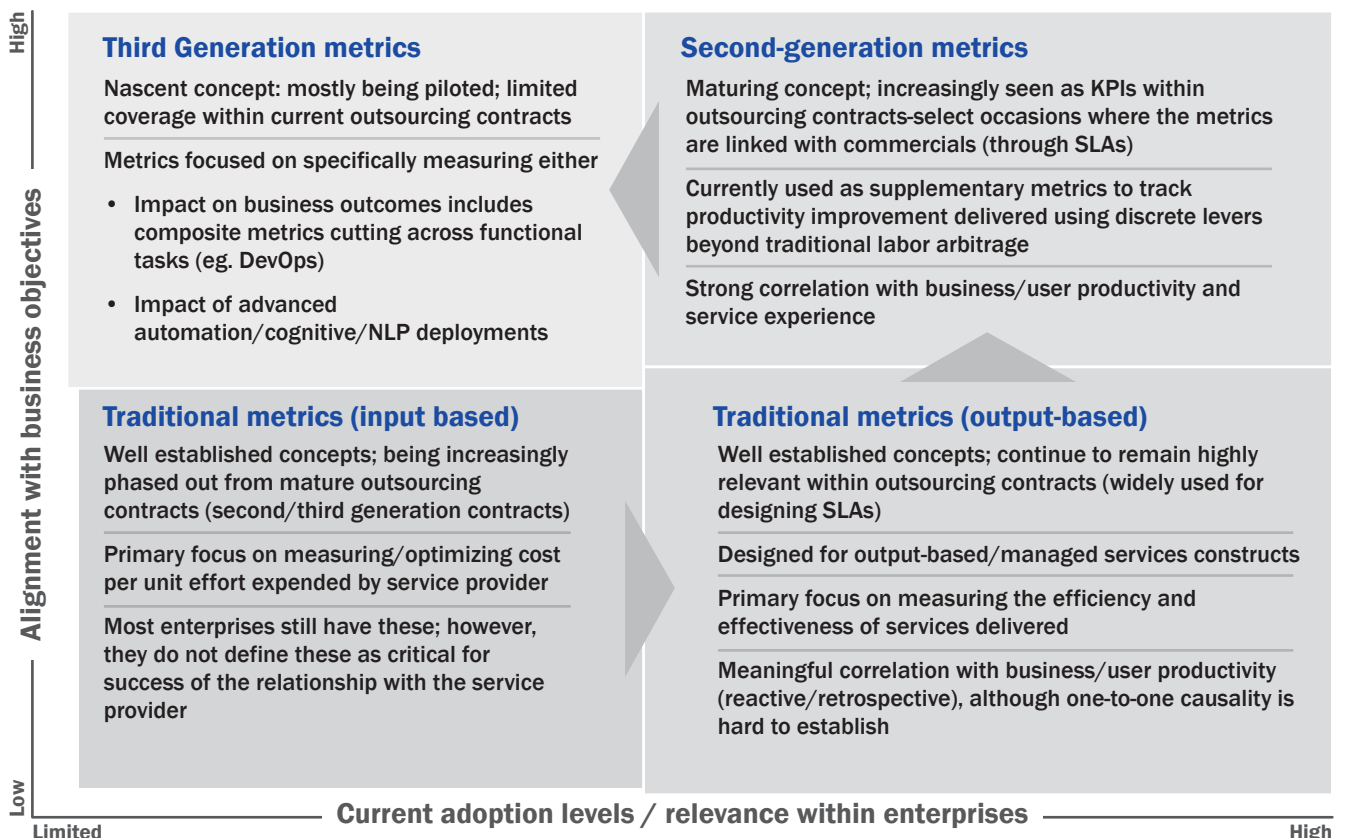 High
Alignment with business objectives
Low
Third Generation metrics
Nascent concept: mostly being piloted; limited
coverage within current outsourcing contracts
Metrics focused on specifically measuring either
• Impact on business outcomes includes
composite metrics cutting across functional
tasks (eg. DevOps)
• Impact of advanced
automation/cognitive/NLP deployments
Second-generation metrics
Maturing concept; increasingly seen as KPIs within
outsourcing contracts-select occasions where the metrics
are linked with commercials (through SLAs)
Currently used as supplementary metrics to track
productivity improvement delivered using discrete levers
beyond traditional labor arbitrage
Strong correlation with business/user productivity and
service experience
Traditional metrics (input based)
Well established concepts; being increasingly
phased out from mature outsourcing
contracts (second/third generation contracts)
Primary focus on measuring/optimizing cost
per unit effort expended by service provider
Most enterprises still have these; however,
they do not define these as critical for
success of the relationship with the service
provider
Traditional metrics (output-based)
Well established concepts; continue to remain highly
relevant within outsourcing contracts (widely used for
designing SLAs)
Designed for output-based/managed services constructs
Primary focus on measuring the efficiency and
effectiveness of services delivered
Meaningful correlation with business/user productivity
(reactive/retrospective), although one-to-one causality is
hard to establish
Limited
Current adoption levels / relevance within enterprises
High